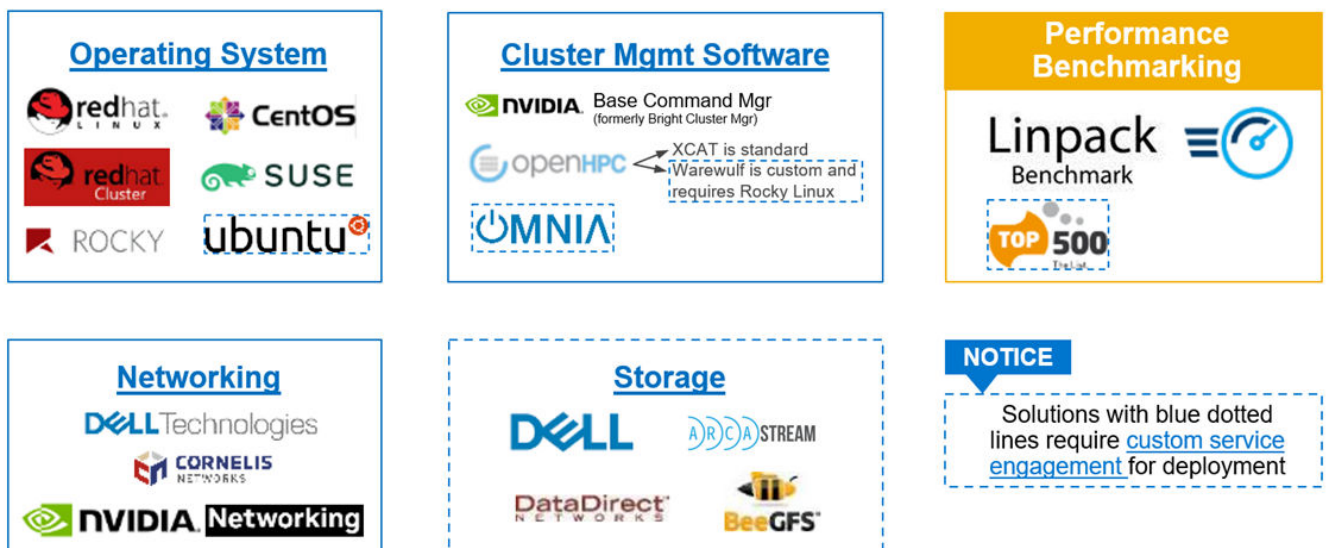 Operating System
redhat.
LINUX
CentOS
redhat.
Cluster
SUSE
ROCKY
ubuntu
Cluster Mgmt Software
NVIDIA. Base Command Mgr
(formerly Bright Cluster Mgr)
openHPC
XCAT is standard
Warewulf is custom and
requires Rocky Linux
OMNIA
Performance
Benchmarking
Linpack
Benchmark
TOP 500
The List.
Networking
DELLTechnologies
CORNELIS
NETWORKS
NVIDIA. Networking
Storage
DELL
ARCASTREAM
DataDirect
NETWORKS
BeeGFS
NOTICE
Solutions with blue dotted
lines require custom service
engagement for deployment